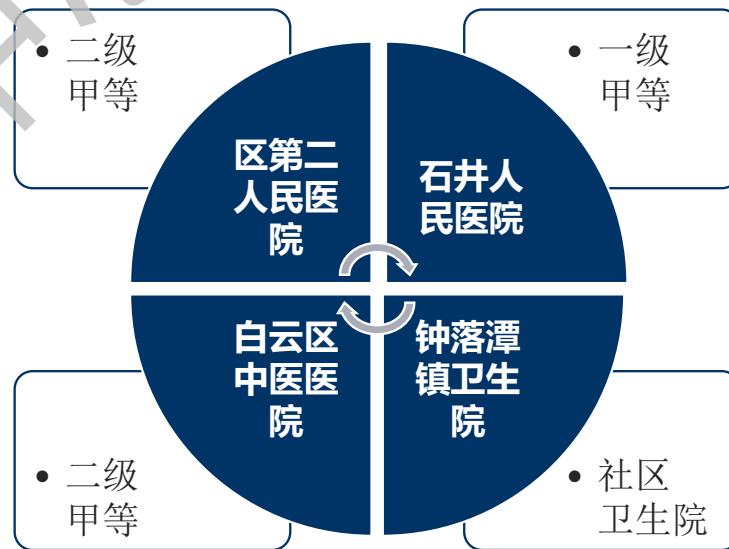 • 二级
甲等
• 一级
甲等
区第二
人民医
院
石井人
民医院
白云区
中医医
院
钟落潭
镇卫生
院
• 二级
甲等
• 社区
卫生院